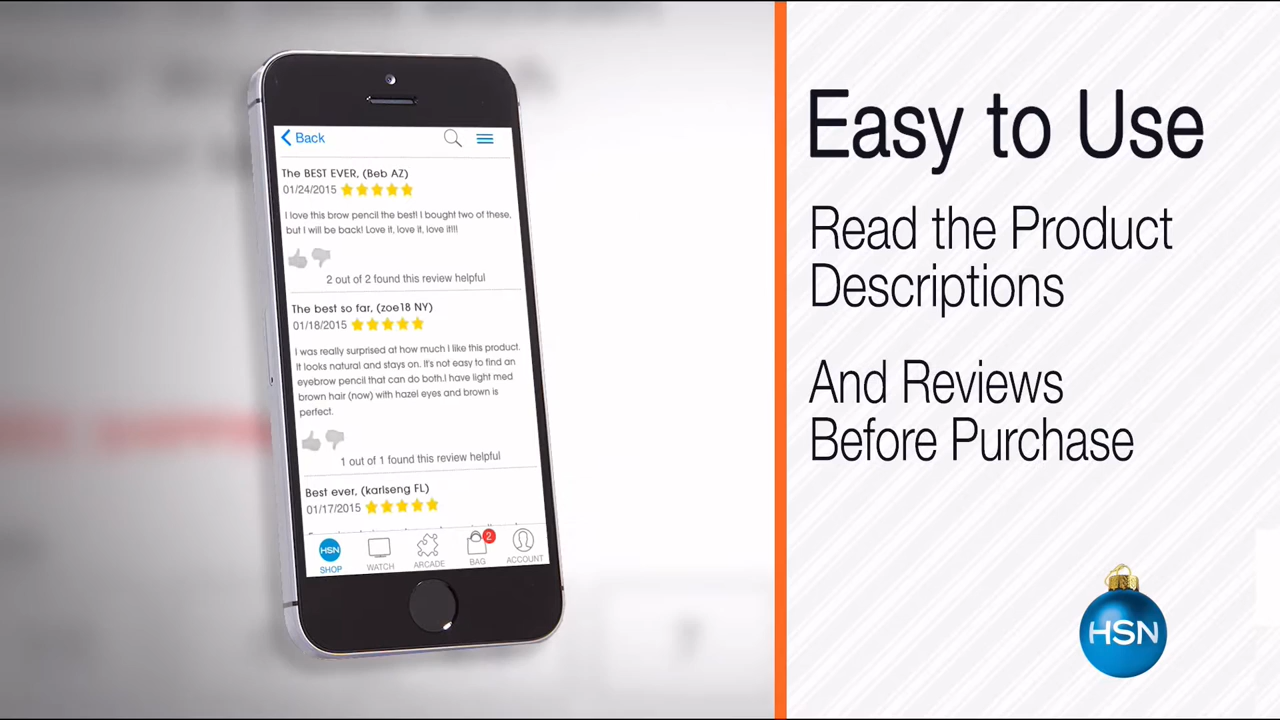 Back
The BEST EVER, (Beb AZ)
01/24/2015
I love this brow pencil the best! I bought two of these,
but I will be back! Love it, love it, love it!!!
2 out of 2 found this review helpful
The best so far, (zoe18 NY)
01/18/2015
I was really surprised at how much I like this product.
It looks natural and stays on. It's not easy to find an
eyebrow pencil that can do both.I have light med
brown hair (now) with hazel eyes and brown is
perfect.
1 out of 1 found this review helpful
Best ever, (karlseng FL)
01/17/2015
HSN
2
SHOP WATCH ARCADE BAG ACCOUNT
Easy to Use
Read the Product
Descriptions
And Reviews
Before Purchase
HSN